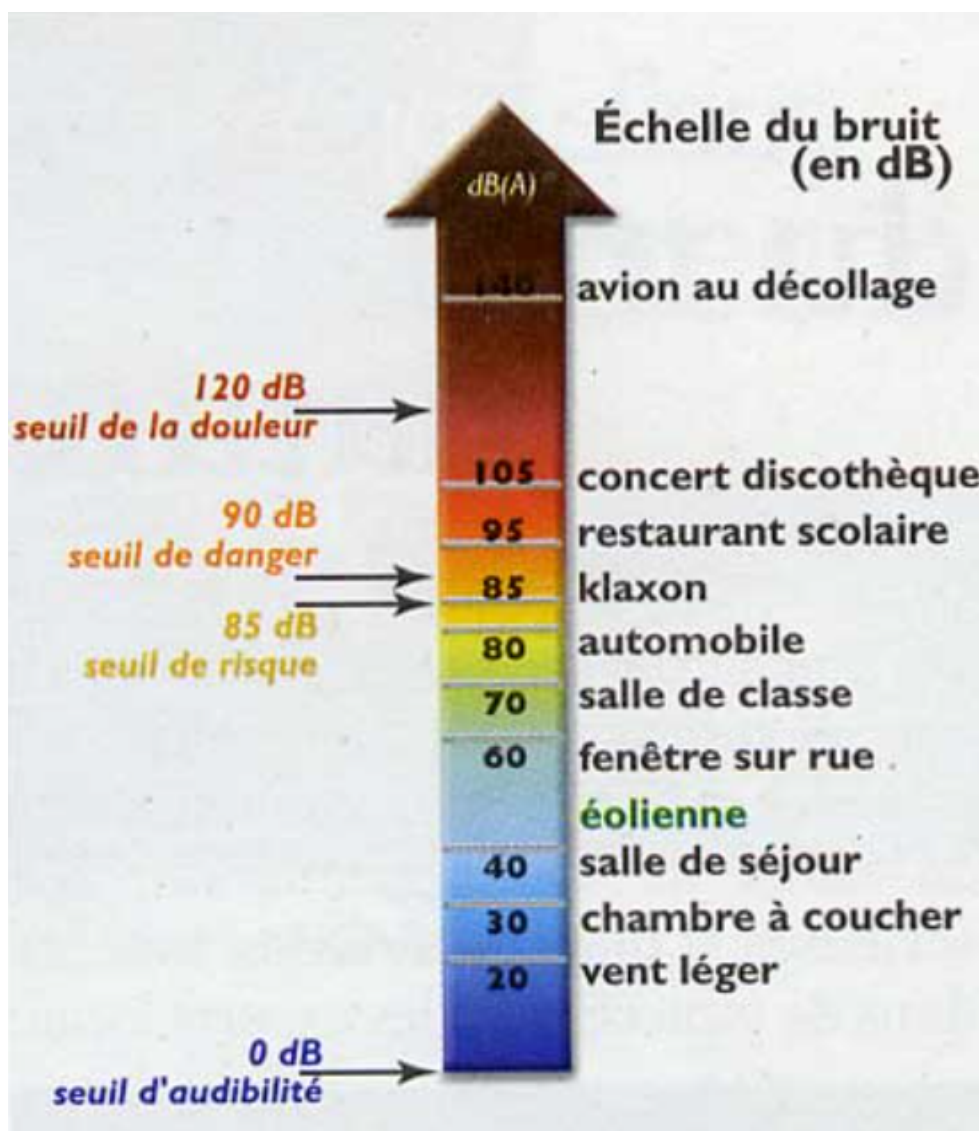 Échelle du bruit
(en dB)
dB(A)
140 avion au décollage
120 dB
seuil de la douleur
105 concert discothèque
90 dB
seuil de danger
95 restaurant scolaire
85 klaxon
85 dB
seuil de risque
80 automobile
70 salle de classe
60 fenêtre sur rue
éolienne
40 salle de séjour
30 chambre à coucher
20 vent léger
0 dB
seuil d'audibilité